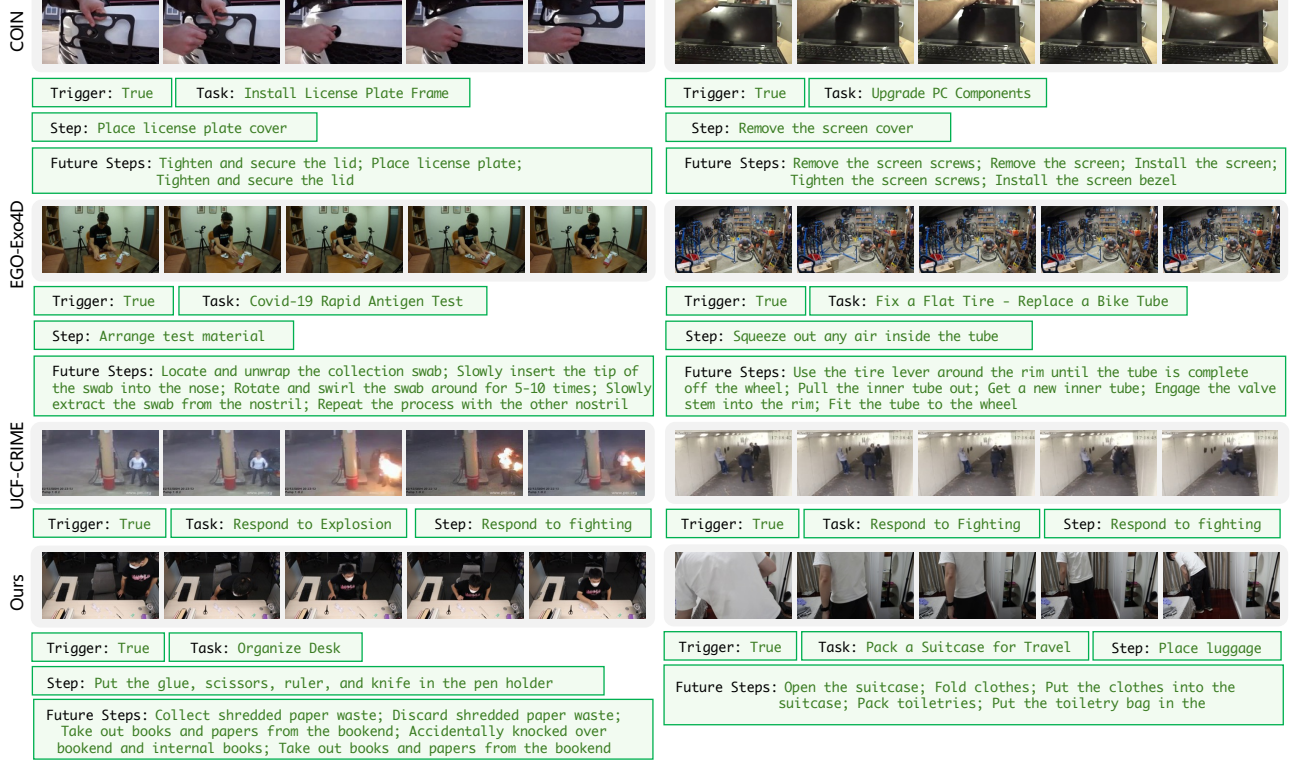 COIN
Trigger: True
Task: Install License Plate Frame
Step: Place license plate cover
Future Steps: Tighten and secure the lid; Place license plate;
Tighten and secure the lid
Trigger: True
Task: Upgrade PC Components
Step: Remove the screen cover
Future Steps: Remove the screen screws; Remove the screen; Install the screen;
Tighten the screen screws; Install the screen bezel
EGO-Exo4D
Trigger: True
Task: Covid-19 Rapid Antigen Test
Step: Arrange test material
Future Steps: Locate and unwrap the collection swab; Slowly insert the tip of
the swab into the nose; Rotate and swirl the swab around for 5-10 times; Slowly
extract the swab from the nostril; Repeat the process with the other nostril
Trigger: True
Task: Fix a Flat Tire - Replace a Bike Tube
Step: Squeeze out any air inside the tube
Future Steps: Use the tire lever around the rim until the tube is complete
off the wheel; Pull the inner tube out; Get a new inner tube; Engage the valve
stem into the rim; Fit the tube to the wheel
UCF-CRIME
Trigger: True
Task: Respond to Explosion
Step: Respond to fighting
Trigger: True
Task: Respond to Fighting
Step: Respond to fighting
Ours
Trigger: True
Task: Organize Desk
Step: Put the glue, scissors, ruler, and knife in the pen holder
Future Steps: Collect shredded paper waste; Discard shredded paper waste;
Take out books and papers from the bookend; Accidentally knocked over
bookend and internal books; Take out books and papers from the bookend
Trigger: True
Task: Pack a Suitcase for Travel
Step: Place luggage
Future Steps: Open the suitcase; Fold clothes; Put the clothes into the
suitcase; Pack toiletries; Put the toiletry bag in the